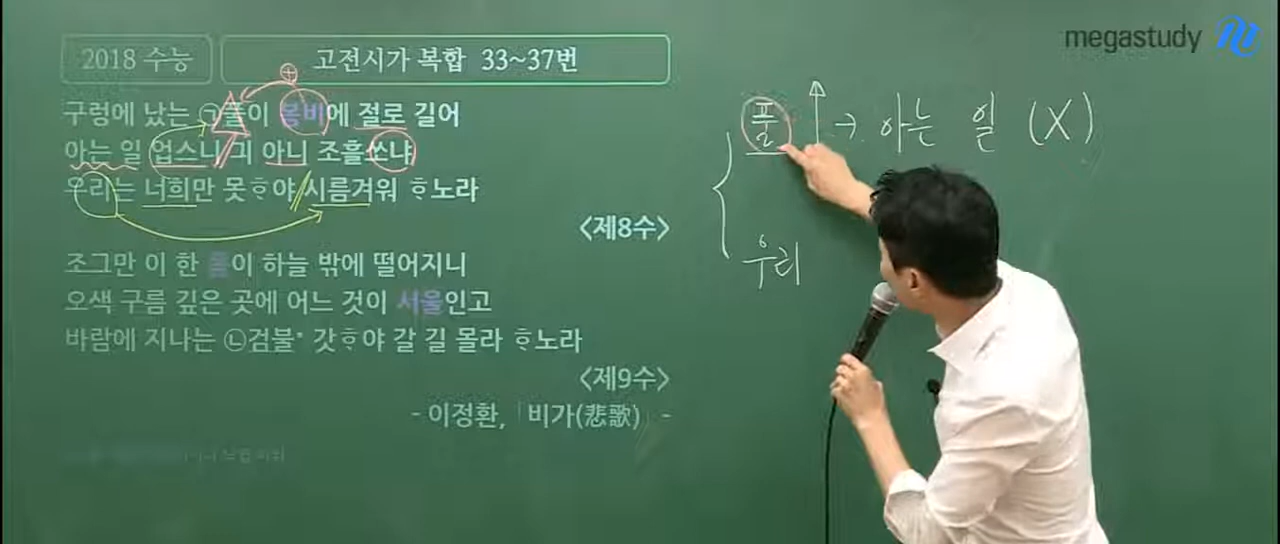 megastudy
2018 수능
고전시가 복합 33~37번
구렁에 났는 ㉠풀이 봄비에 절로 길어
아는 일 업스니 긔 아니 조흘쏘냐
우리는 너희만 못ᄒᆞ야 시름겨워 ᄒᆞ노라
〈제8수〉
조그만 이 한 몸이 하늘 밖에 떨어지니
오색 구름 깊은 곳에 어느 것이 서울인고
바람에 지나는 ㉡검불* 갓ᄒᆞ야 갈 길 몰라 ᄒᆞ노라
〈제9수〉
- 이정환, 「비가(悲歌)」 -
풀 ↑ → 아는 일 (X)
우리